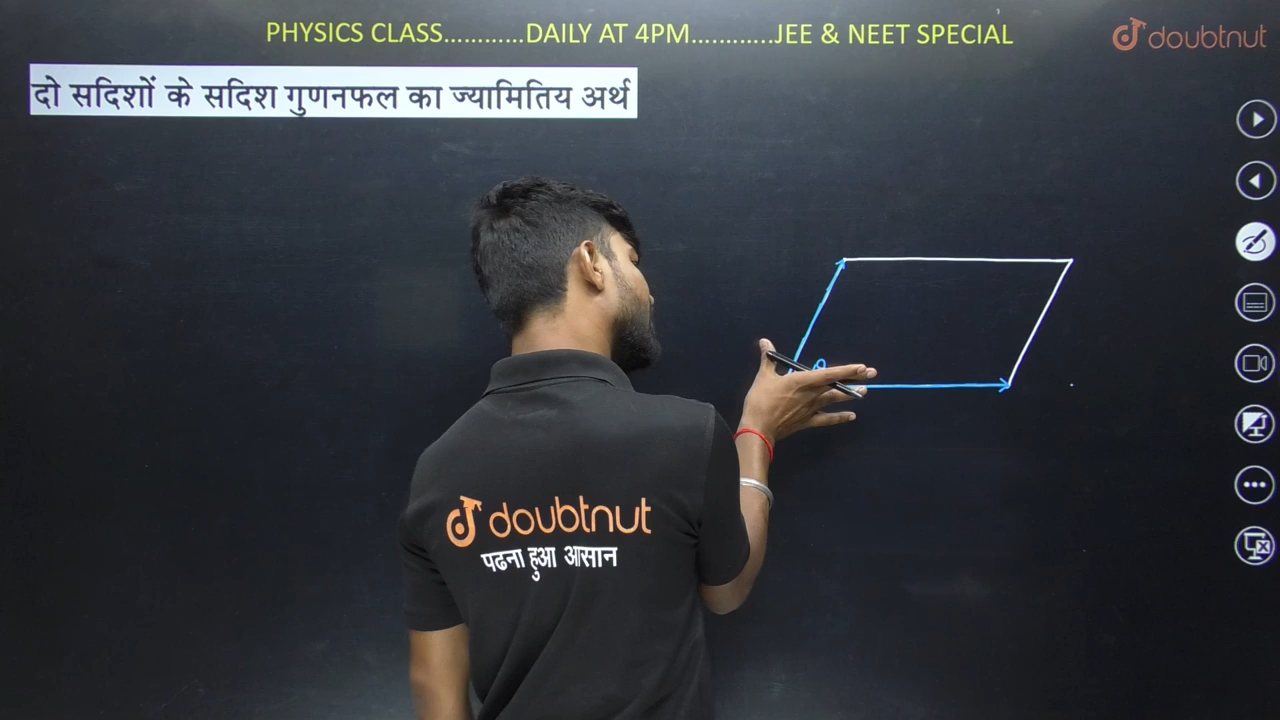 PHYSICS CLASS............DAILY AT 4PM............JEE & NEET SPECIAL
doubtnut
दो सदिशों के सदिश गुणनफल का ज्यामितिय अर्थ
doubtnut
पढना हुआ आसान